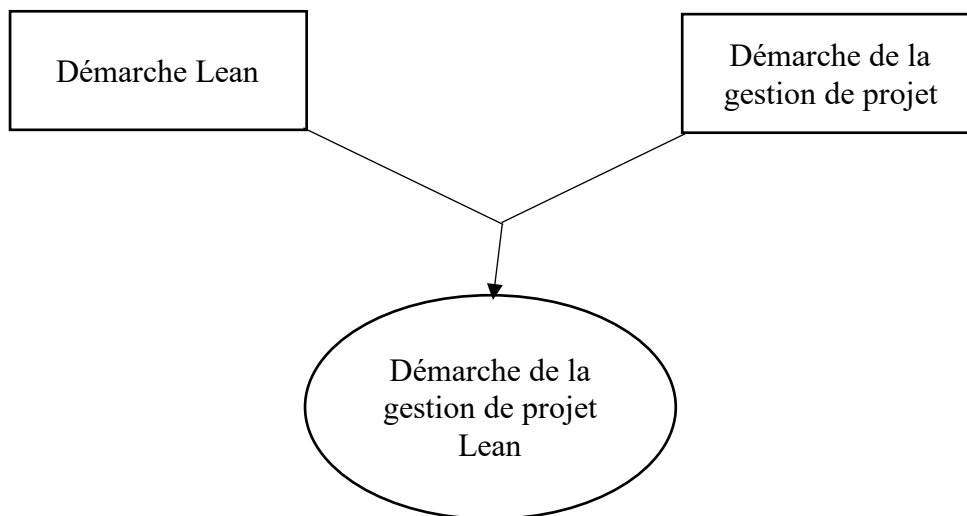 Démarche Lean
Démarche de la
gestion de projet
Démarche de la
gestion de projet
Lean